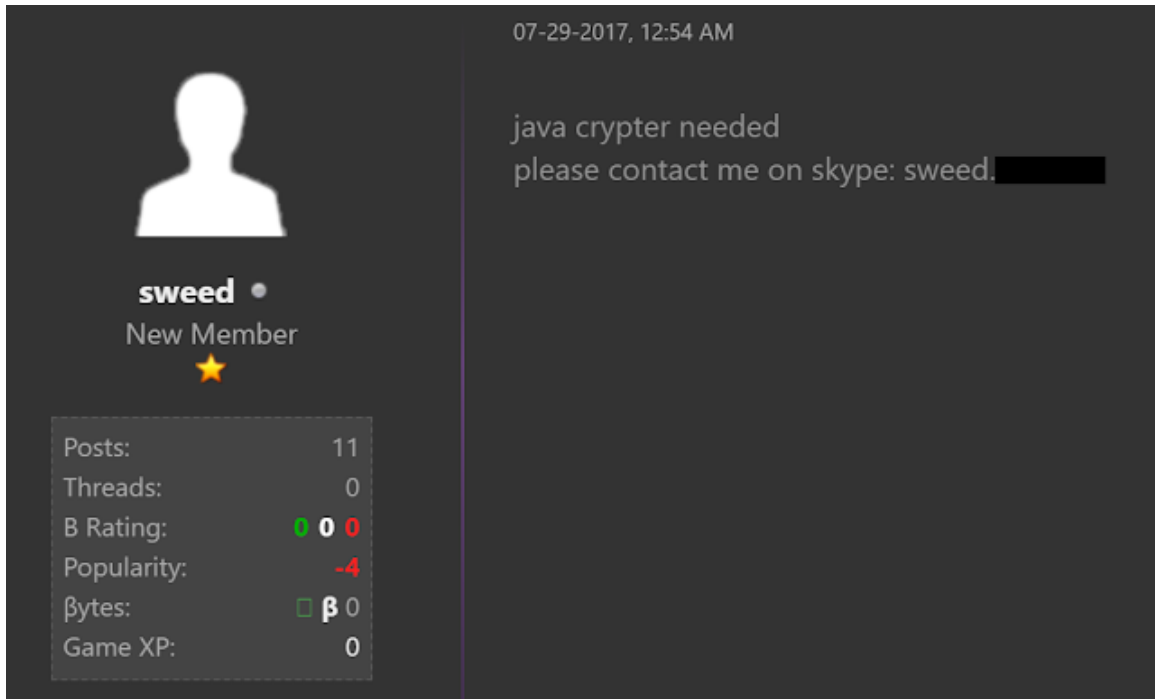 07-29-2017, 12:54 AM
java crypter needed
please contact me on skype: sweed.
sweed
New Member
Posts: 11
Threads: 0
B Rating: 0 0 0
Popularity: -4
βytes: β 0
Game XP: 0